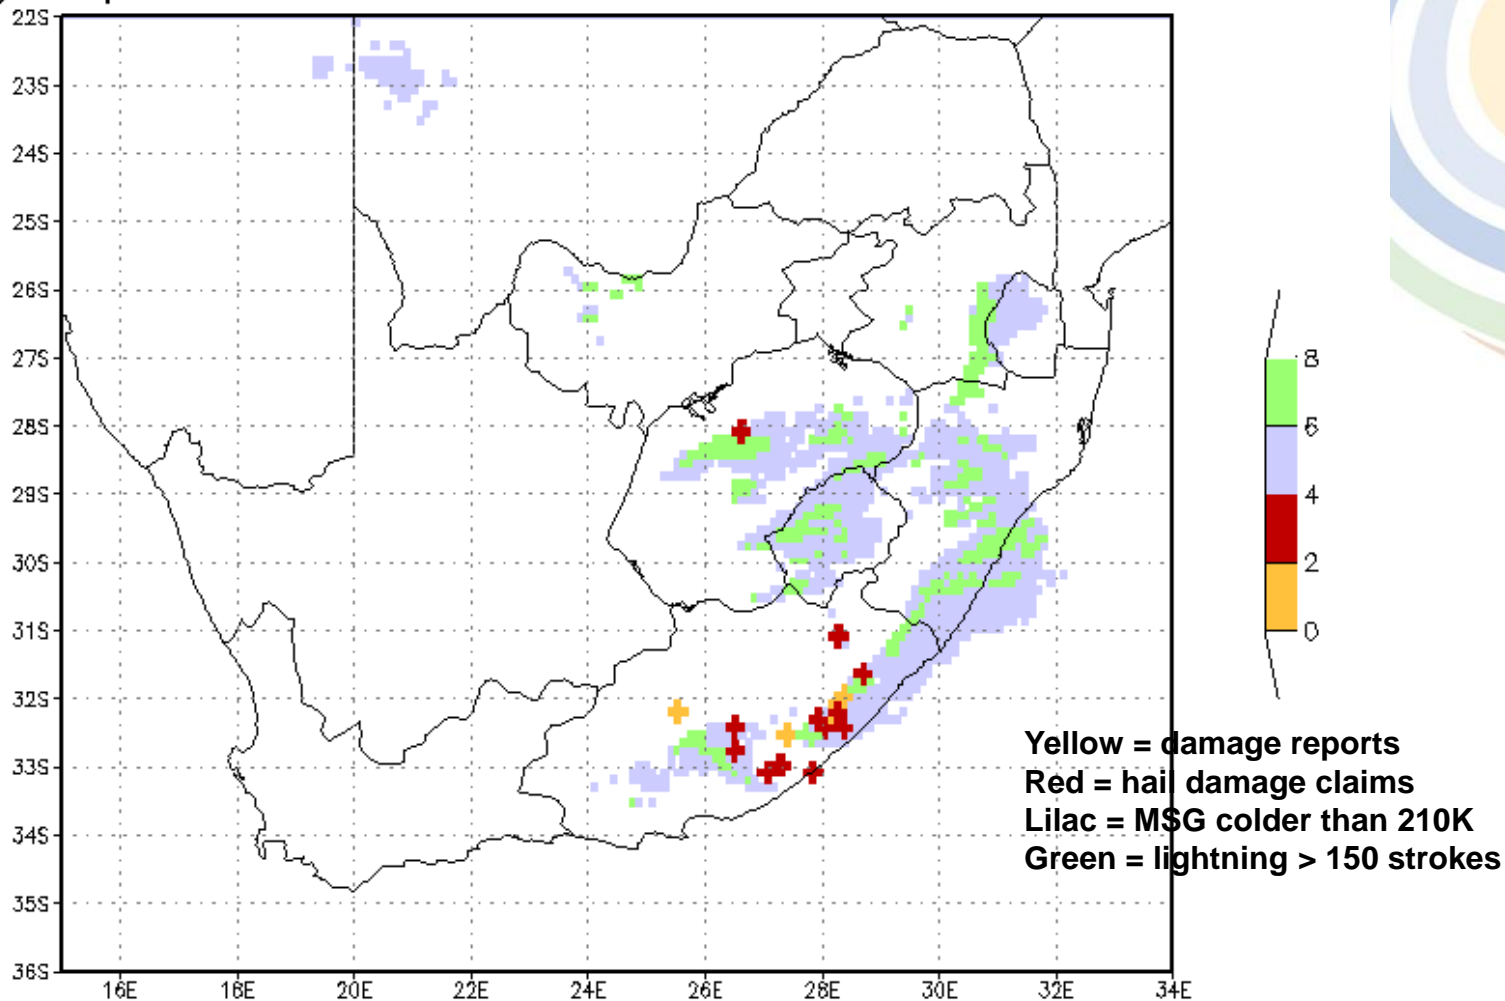 22S
23S
24S
25S
26S
27S
28S
29S
30S
31S
32S
33S
34S
35S
36S
16E 18E 20E 22E 24E 26E 28E 30E 32E 34E
8
6
4
2
0
Yellow = damage reports
Red = hail damage claims
Lilac = MSG colder than 210K
Green = lightning > 150 strokes